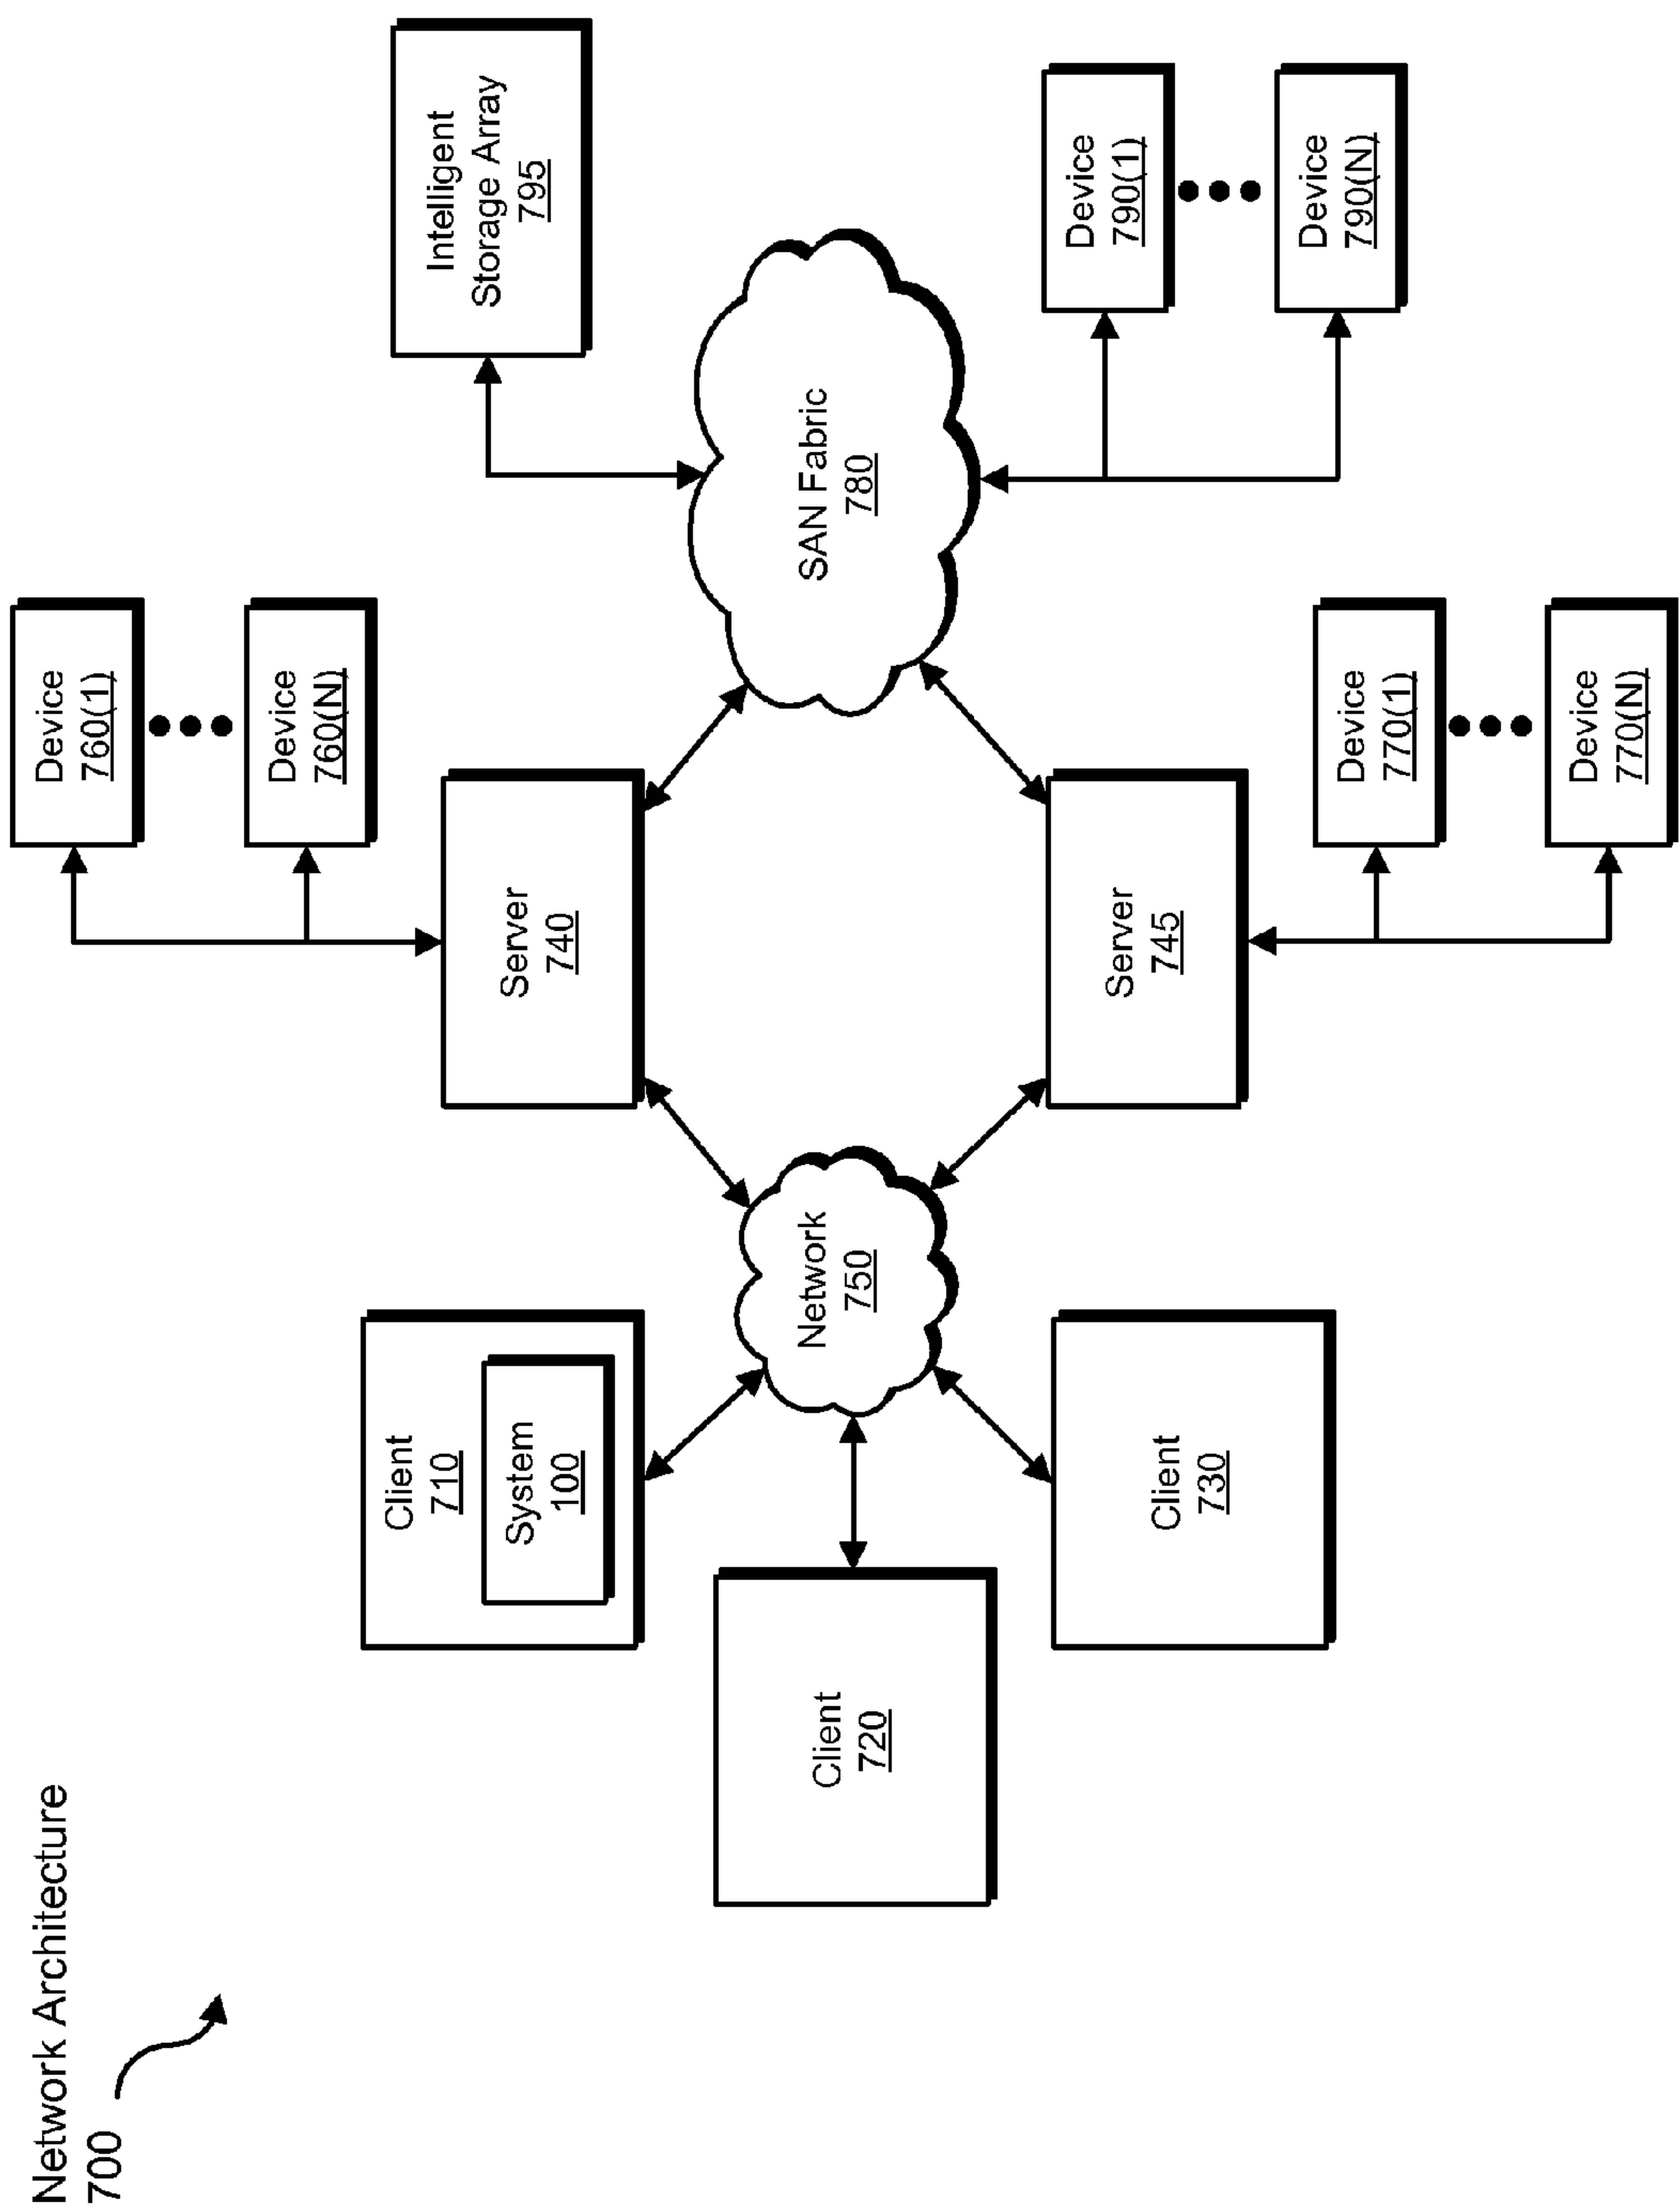 Network Architecture
700
Client
710
System
100
Client
720
Client
730
Network
750
Server
740
Server
745
Device
760(1)
Device
760(N)
Device
770(1)
Device
770(N)
SAN Fabric
780
Intelligent
Storage Array
795
Device
790(1)
Device
790(N)